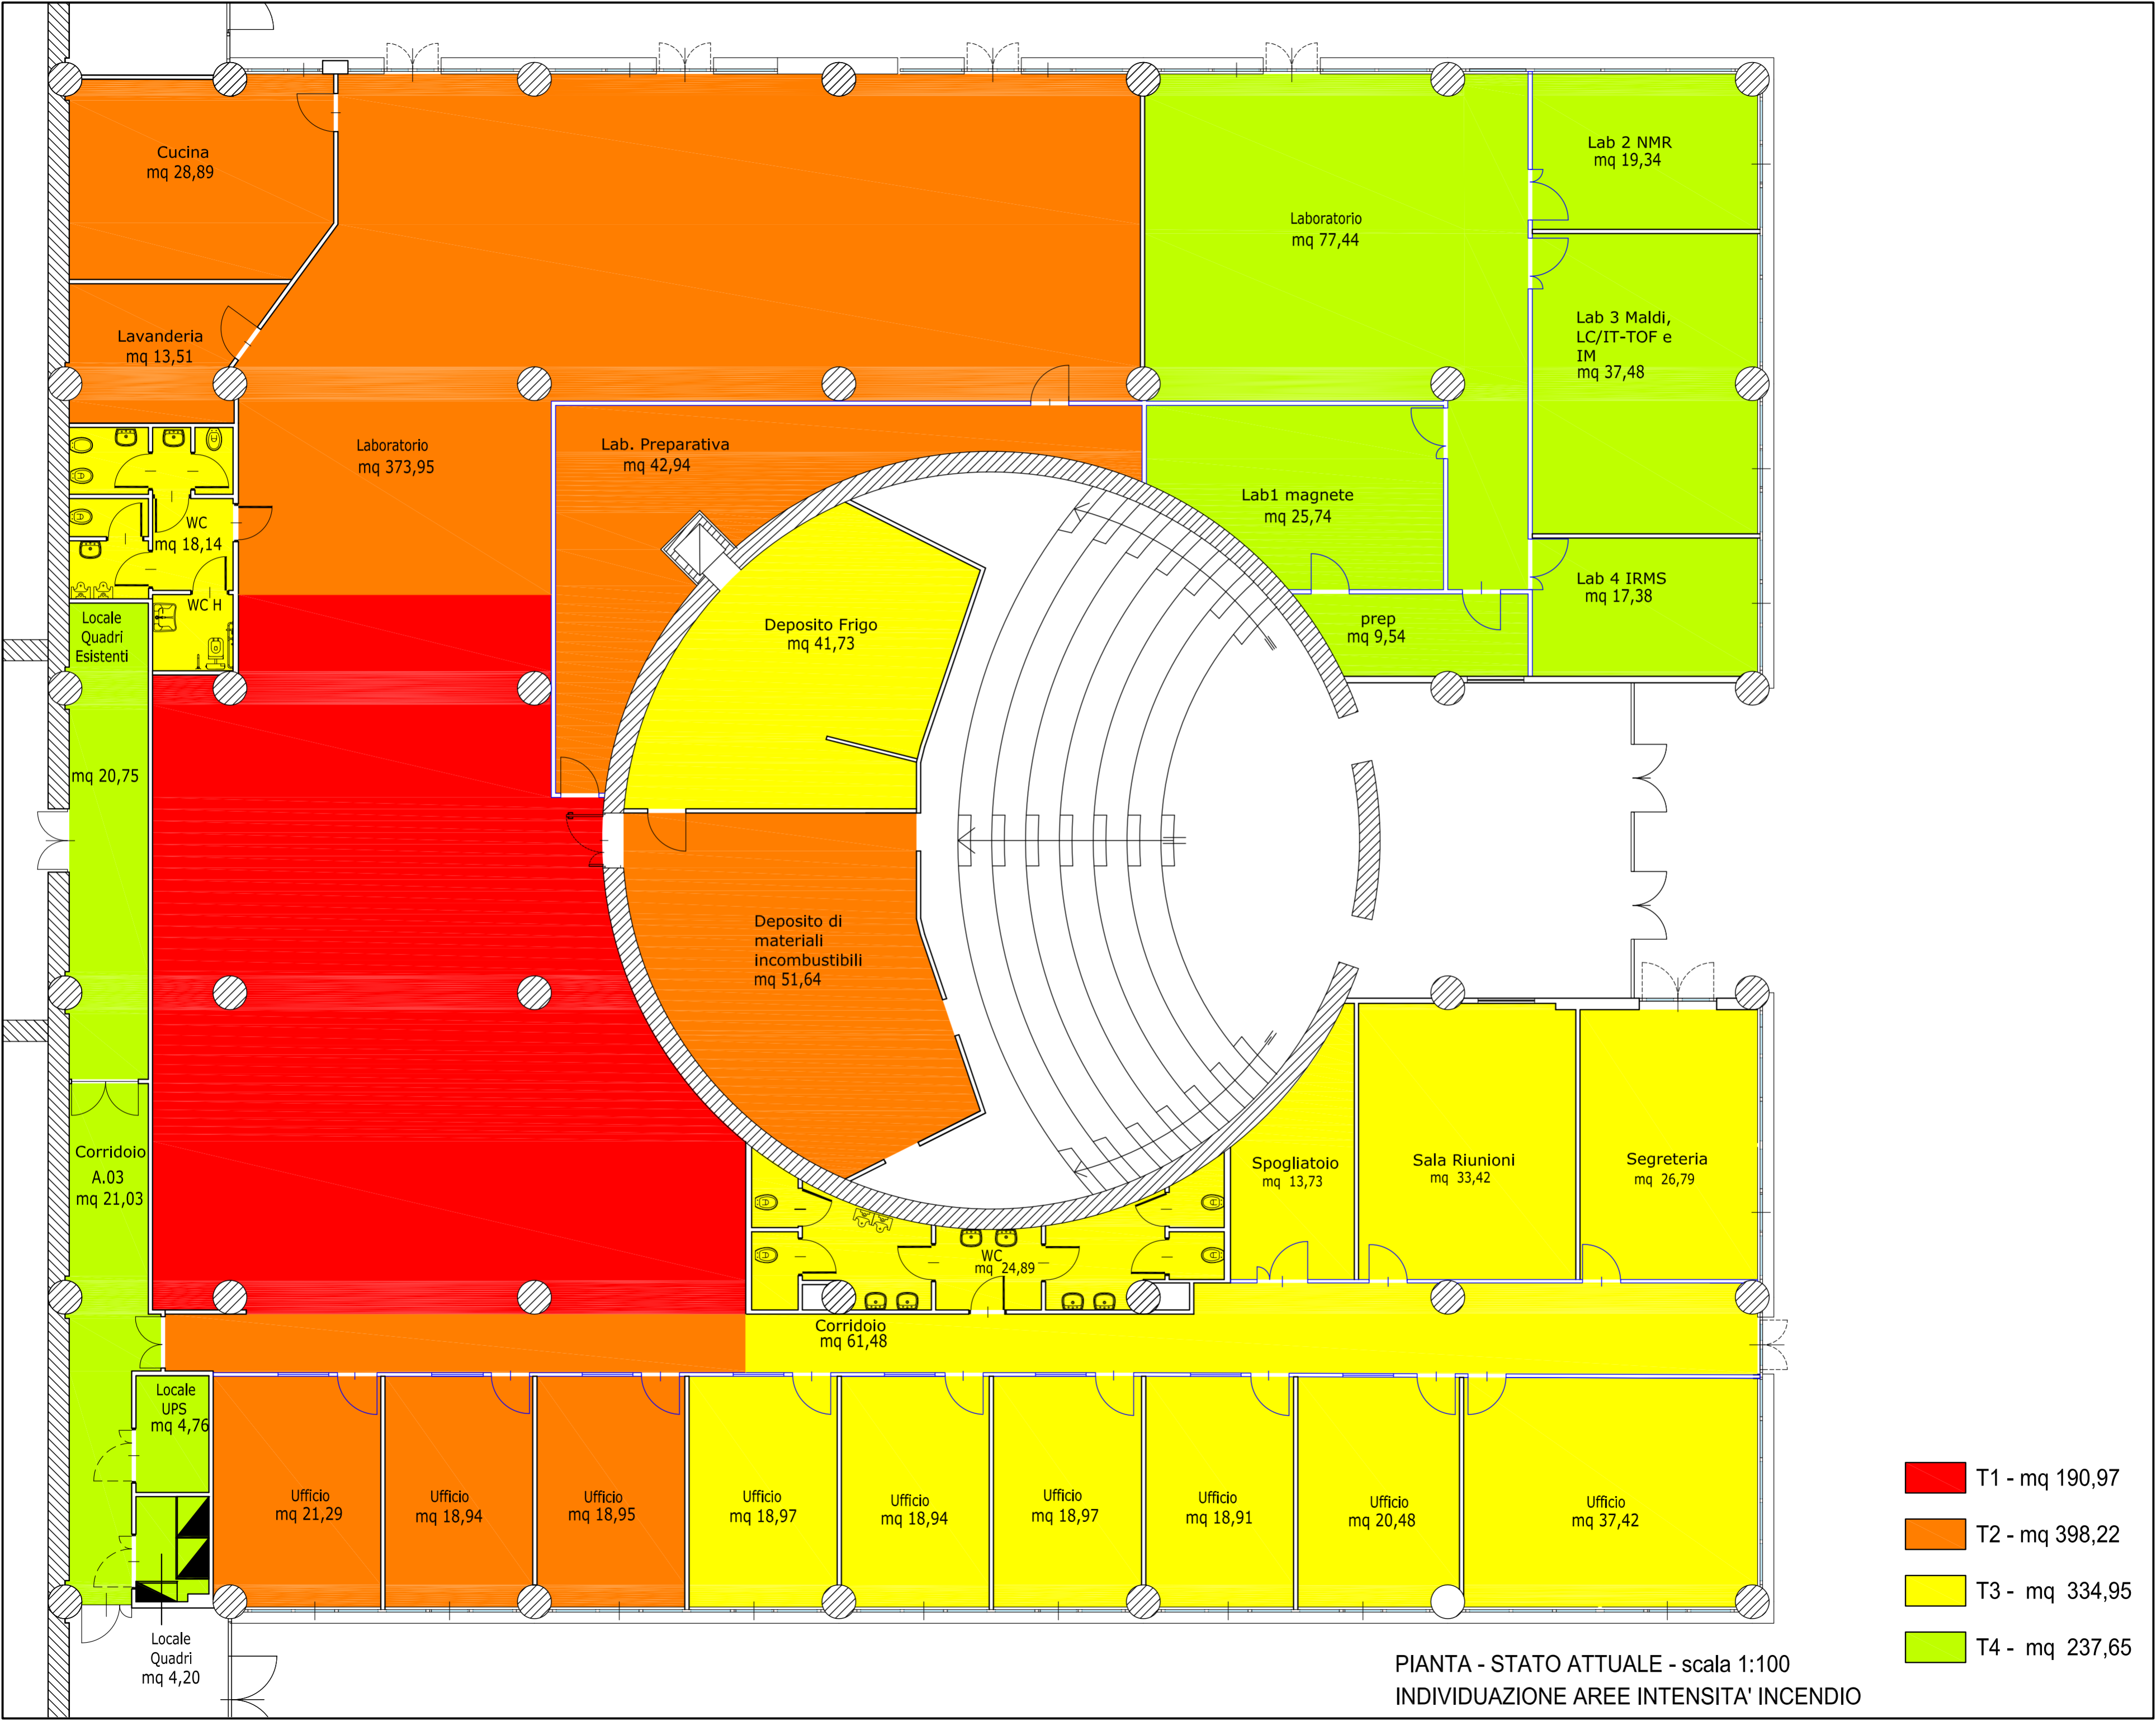 Cucina
mq 28,89
Lab 2 NMR
mq 19,34
Laboratorio
mq 77,44
Lavanderia
mq 13,51
Lab 3 Maldi,
LC/IT-TOF e
IM
mq 37,48
Laboratorio
mq 373,95
Lab. Preparativa
mq 42,94
Lab1 magnete
mq 25,74
WC
mq 18,14
WC H
Lab 4 IRMS
mq 17,38
Locale
Quadri
Esistenti
mq 20,75
Deposito Frigo
mq 41,73
prep
mq 9,54
Deposito di
materiali
incombustibili
mq 51,64
Corridoio
A.03
mq 21,03
Spogliatoio
mq 13,73
Sala Riunioni
mq 33,42
Segreteria
mq 26,79
WC
mq 24,89
Corridoio
mq 61,48
Locale
UPS
mq 4,76
Ufficio
mq 21,29
Ufficio
mq 18,94
Ufficio
mq 18,95
Ufficio
mq 18,97
Ufficio
mq 18,94
Ufficio
mq 18,97
Ufficio
mq 18,91
Ufficio
mq 20,48
Ufficio
mq 37,42
Locale
Quadri
mq 4,20
T1 - mq 190,97
T2 - mq 398,22
T3 - mq 334,95
T4 - mq 237,65
PIANTA - STATO ATTUALE - scala 1:100
INDIVIDUAZIONE AREE INTENSITA' INCENDIO